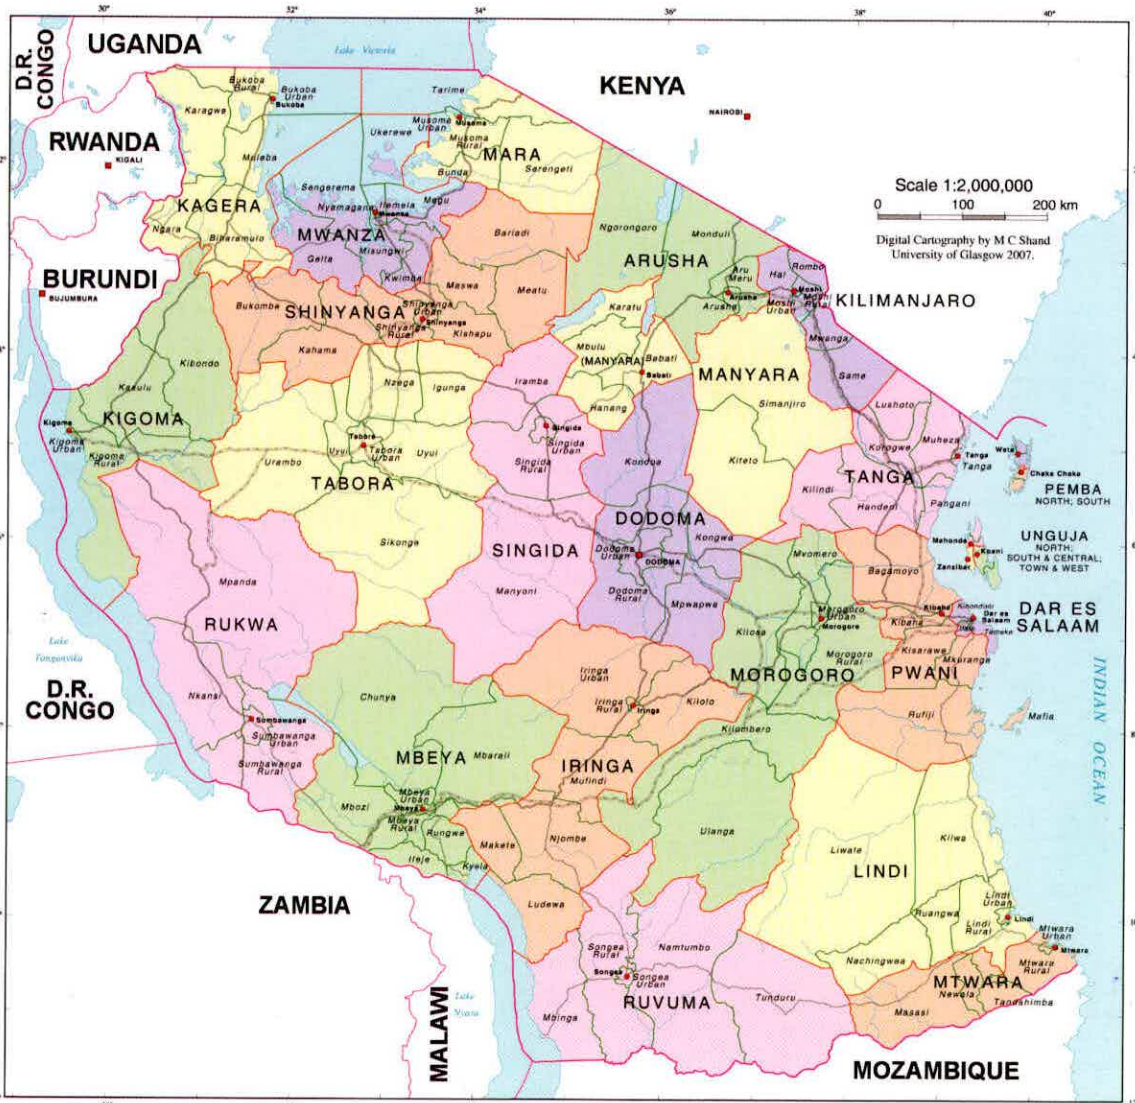 30°
32°
34°
36°
38°
40°
D.R.
CONGO
UGANDA
Lake Victoria
KENYA
NAIROBI
RWANDA
KIGALI
BURUNDI
BUJUMBURA
Scale 1:2,000,000
0 100 200 km
Digital Cartography by M C Shand
University of Glasgow 2007.
Bukoba
Rural
Bukoba
Urban
Bukoba
Karagwe
Muleba
KAGERA
Ngara
Biharamulo
Tarime
Musoma
Urban
Musoma
Musoma
Rural
MARA
Serengeti
Bunda
Ukerewe
Sengerema
Nyamagana
Ilemela
Magu
Mwanza
MWANZA
Misungwi
Geita
Kwimba
Bariadi
Maswa
Meatu
Bukombe
SHINYANGA
Shinyanga
Urban
Shinyanga
Shinyanga
Rural
Kishapu
Kahama
Ngorongoro
Monduli
ARUSHA
Aru
Meru
Arusha
Arusha
Karatu
Hai
Rombo
Moshi
Moshi
Rural
Moshi
Urban
KILIMANJARO
Mwanga
Same
Mbulu
(MANYARA)
Babati
Babati
Hanang
MANYARA
Simanjiro
Kiteto
Kibondo
Kasulu
KIGOMA
Kigoma
Kigoma
Urban
Kigoma
Rural
Nzega
Igunga
Tabora
Uyui
Tabora
Urban
Uyui
Urambo
TABORA
Sikonge
Iramba
Singida
Singida
Urban
Singida
Rural
SINGIDA
Manyoni
Kondoa
DODOMA
Kongwa
Dodoma
Urban
DODOMA
Dodoma
Rural
Mpwapwa
Lushoto
Korogwe
Muheza
Tanga
Tanga
TANGA
Kilindi
Handeni
Pangani
Wete
Chake Chake
PEMBA
NORTH; SOUTH
UNGUJA
NORTH;
SOUTH & CENTRAL;
TOWN & WEST
Mahonda
Koani
Zanzibar
DAR ES
SALAAM
Kinondoni
Dar es
Salaam
Ilala
Temeke
Bagamoyo
Kibaha
Kibaha
Kisarawe
Mkuranga
PWANI
Rufiji
Mafia
Mvomero
Morogoro
Urban
Morogoro
Kilosa
Morogoro
Rural
MOROGORO
Kilombero
Ulanga
Mpanda
RUKWA
Nkansi
Sumbawanga
Sumbawanga
Urban
Sumbawanga
Rural
Lake
Tanganyika
D.R.
CONGO
Chunya
MBEYA
Mbarali
Mbeya
Urban
Mbeya
Mbeya
Rural
Mbozi
Rungwe
Ileje
Kyela
Iringa
Urban
Iringa
Rural
Iringa
Kilolo
IRINGA
Mufindi
Makete
Njombe
Ludewa
Liwale
Kilwa
LINDI
Lindi
Urban
Lindi
Lindi
Rural
Ruangwa
Nachingwea
Mtwara
Urban
Mtwara
Mtwara
Rural
MTWARA
Newala
Tandahimba
Masasi
Songea
Rural
Songea
Songea
Urban
Namtumbo
RUVUMA
Tunduru
Mbinga
INDIAN OCEAN
ZAMBIA
MALAWI
Lake
Nyasa
MOZAMBIQUE